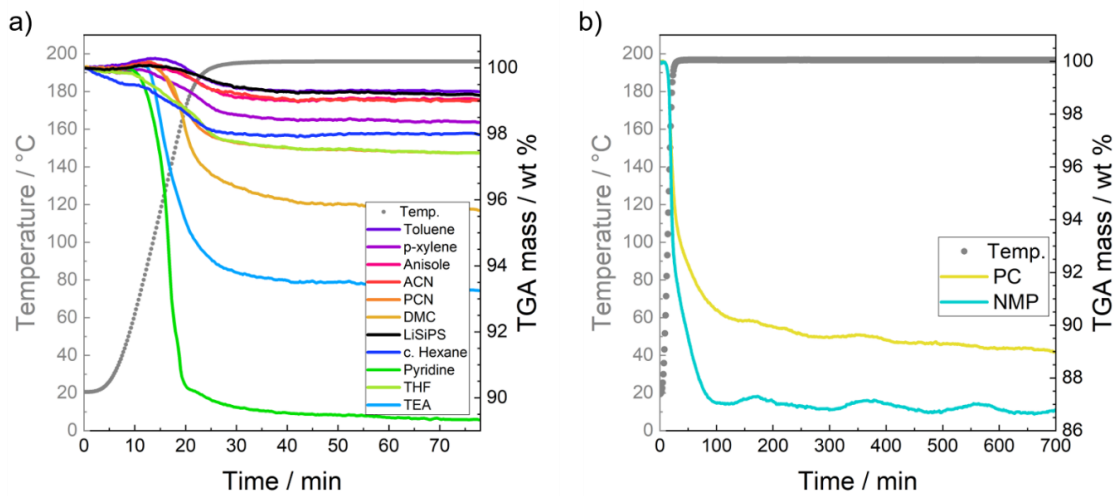 a)
200
180
160
140
120
100
80
60
40
20
0
Temperature / °C
0 10 20 30 40 50 60 70
Time / min
100
98
96
94
92
90
TGA mass / wt %
Temp.
Toluene
p-xylene
Anisole
ACN
PCN
DMC
LiSiPS
c. Hexane
Pyridine
THF
TEA
b)
200
180
160
140
120
100
80
60
40
20
0
Temperature / °C
0 100 200 300 400 500 600 700
Time / min
100
98
96
94
92
90
88
86
TGA mass / wt %
Temp.
PC
NMP